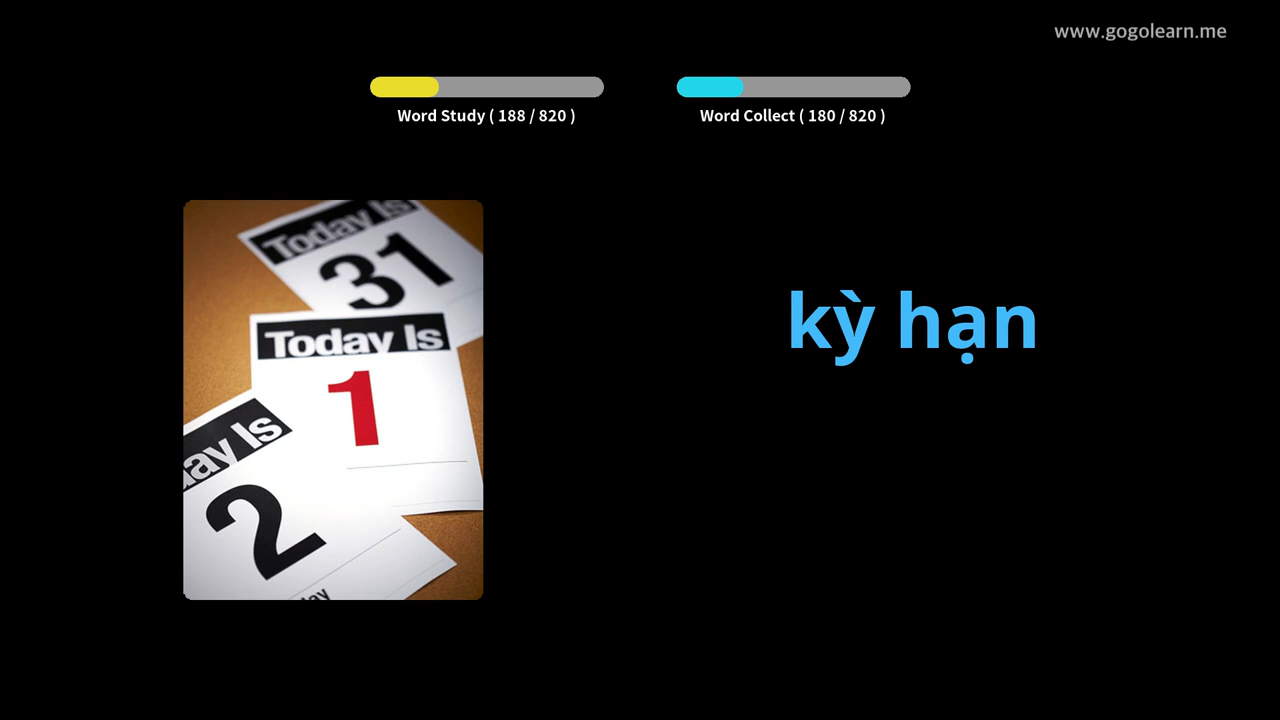 www.gogolearn.me
Word Study ( 188 / 820 )
Word Collect ( 180 / 820 )
Today Is
31
Today Is
1
kỳ hạn
day Is
2